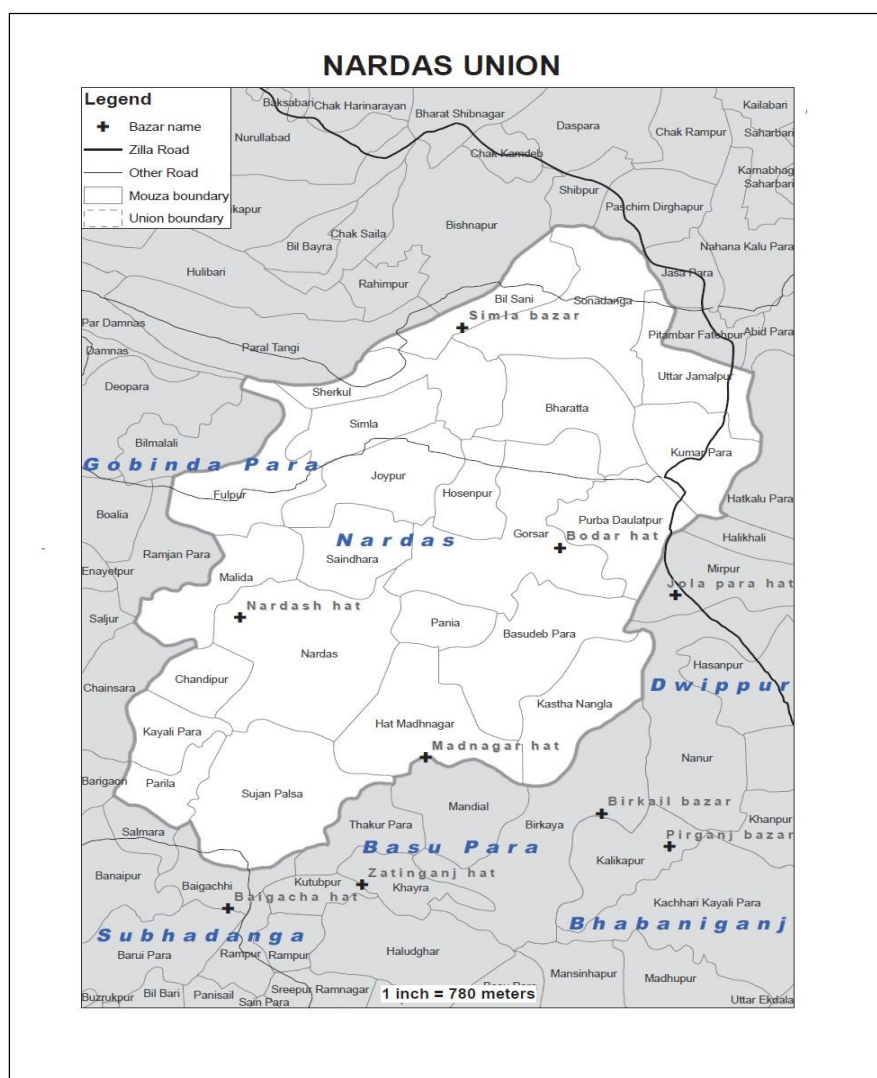 NARDAS UNION
Legend
Bazar name
Zilla Road
Other Road
Mouza boundary
Union boundary
Baksabari
Chak Harinarayan
Bharat Shibnagar
Daspara
Kailabari
Nurullabad
Chak Rampur
Saharbari
Chak Kamdeb
Karnabhag
Saharbari
Shibpur
ikapur
Paschim Dirghapur
Chak Saila
Bishnapur
Bil Bayra
Nahana Kalu Para
Hulibari
Jasa Para
Rahimpur
Bil Sani
Sonadanga
Simla bazar
Par Damnas
Pitambar Fatehpur
Abid Para
Damnas
Paral Tangi
Uttar Jamalpur
Deopara
Sherkul
Bharatta
Simla
Bilmalali
Kumar Para
Gobinda Para
Joypur
Fulpur
Hosenpur
Hatkalu Para
Boalia
Purba Daulatpur
Gorsar
Bodar hat
Halikhali
Nardas
Ramjan Para
Saindhara
Enayetpur
Mirpur
Malida
Jola para hat
Nardash hat
Saljur
Pania
Basudeb Para
Nardas
Hasanpur
Chandipur
Dwippur
Chainsara
Kastha Nangla
Hat Madhnagar
Kayali Para
Madnagar hat
Nanur
Barigaon
Parila
Sujan Palsa
Birkail bazar
Mandial
Khanpur
Salmara
Thakur Para
Birkaya
Pirganj bazar
Basu Para
Kalikapur
Banaipur
Zatinganj hat
Baigachhi
Kutubpur
Khayra
Baigacha hat
Kachhari Kayali Para
Bhabaniganj
Subhadanga
Barui Para
Rampur
Rampur
Haludghar
Mansinhapur
Madhupur
Buzrukpur
Bil Bari
Panisail
Sain Para
Sreepur Ramnagar
1 inch = 780 meters
Uttar Ekdala